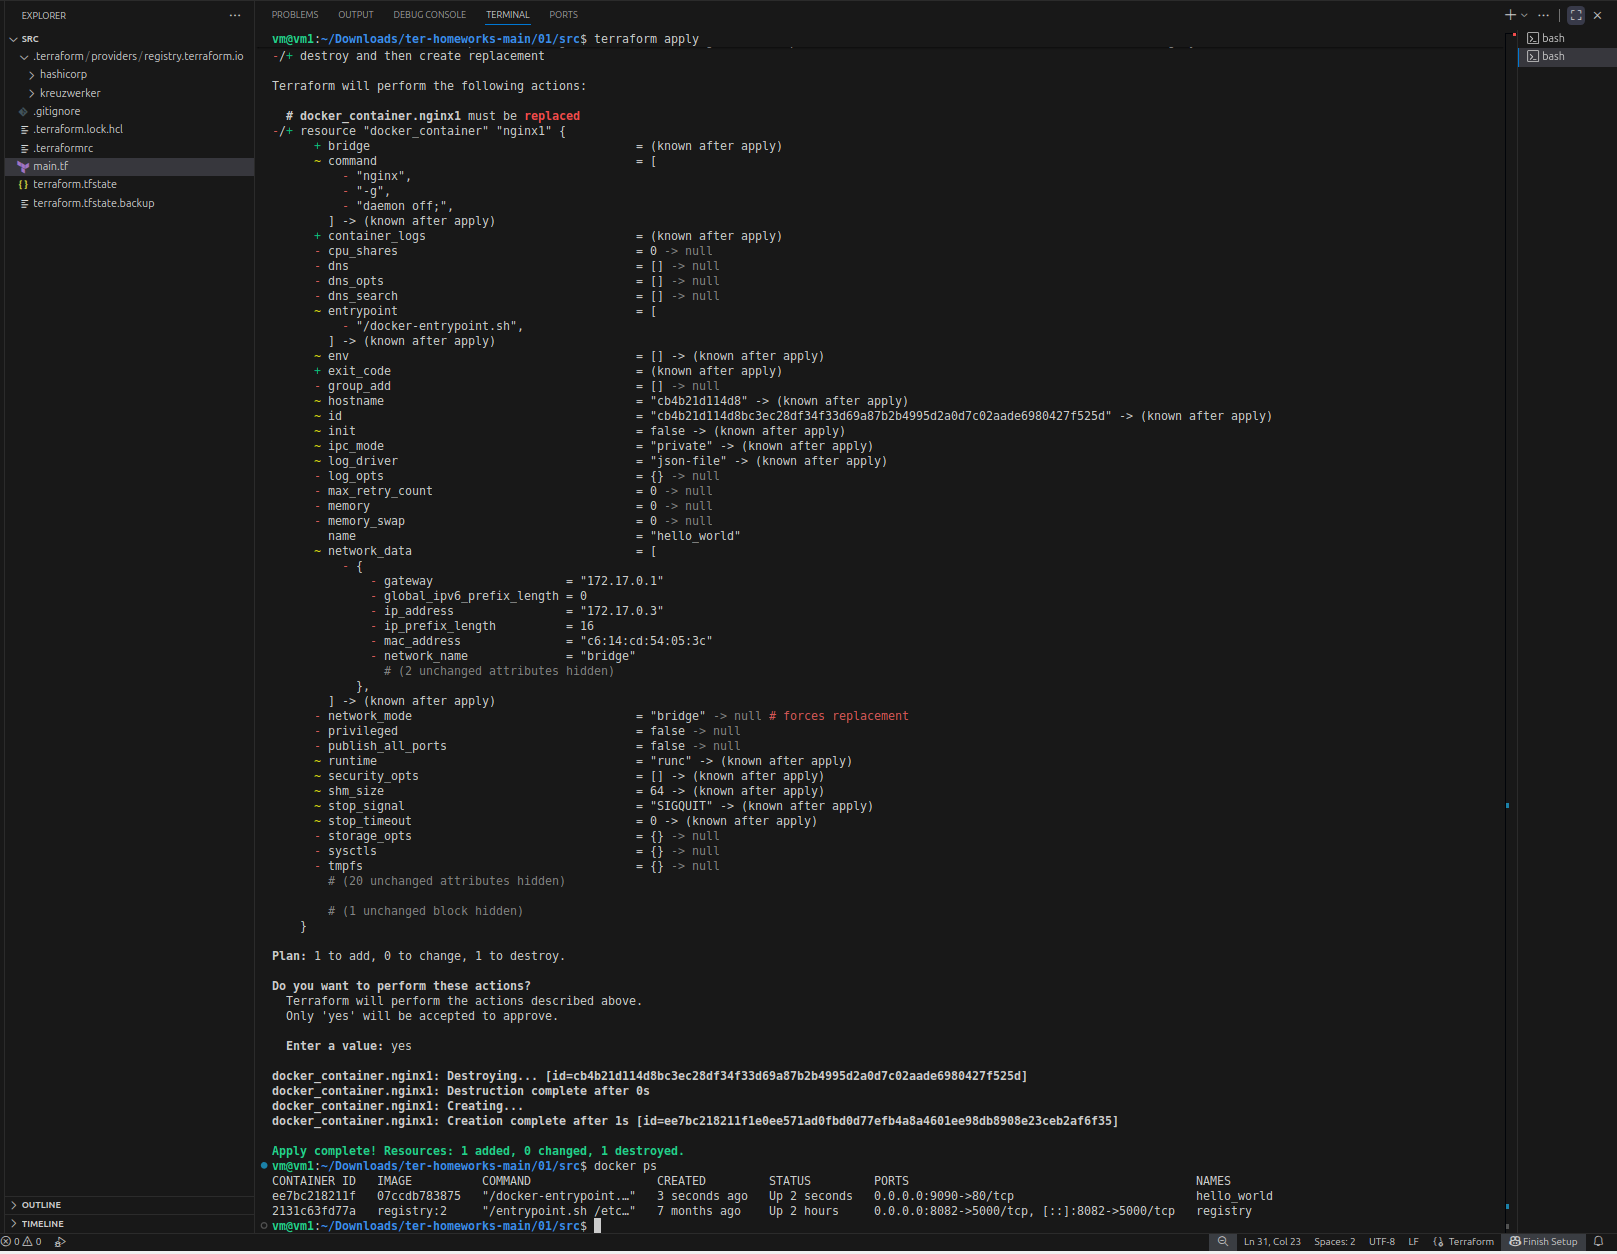 EXPLORER
SRC
.terraform/providers/registry.terraform.io
hashicorp
kreuzwerker
.gitignore
.terraform.lock.hcl
.terraformrc
main.tf
terraform.tfstate
terraform.tfstate.backup
OUTLINE
TIMELINE
PROBLEMS OUTPUT DEBUG CONSOLE TERMINAL PORTS
bash
bash
vm@vm1:~/Downloads/ter-homeworks-main/01/src$ terraform apply
-/+ destroy and then create replacement
Terraform will perform the following actions:
# docker_container.nginx1 must be replaced
-/+ resource "docker_container" "nginx1" {
+ bridge = (known after apply)
~ command = [
- "nginx",
- "-g",
- "daemon off;",
] -> (known after apply)
+ container_logs = (known after apply)
- cpu_shares = 0 -> null
- dns = [] -> null
- dns_opts = [] -> null
- dns_search = [] -> null
~ entrypoint = [
- "/docker-entrypoint.sh",
] -> (known after apply)
~ env = [] -> (known after apply)
+ exit_code = (known after apply)
- group_add = [] -> null
~ hostname = "cb4b21d114d8" -> (known after apply)
~ id = "cb4b21d114d8bc3ec28df34f33d69a87b2b4995d2a0d7c02aade6980427f525d" -> (known after apply)
~ init = false -> (known after apply)
~ ipc_mode = "private" -> (known after apply)
~ log_driver = "json-file" -> (known after apply)
- log_opts = {} -> null
- max_retry_count = 0 -> null
- memory = 0 -> null
- memory_swap = 0 -> null
name = "hello_world"
~ network_data = [
- {
- gateway = "172.17.0.1"
- global_ipv6_prefix_length = 0
- ip_address = "172.17.0.3"
- ip_prefix_length = 16
- mac_address = "c6:14:cd:54:05:3c"
- network_name = "bridge"
# (2 unchanged attributes hidden)
},
] -> (known after apply)
- network_mode = "bridge" -> null # forces replacement
- privileged = false -> null
- publish_all_ports = false -> null
~ runtime = "runc" -> (known after apply)
~ security_opts = [] -> (known after apply)
~ shm_size = 64 -> (known after apply)
~ stop_signal = "SIGQUIT" -> (known after apply)
~ stop_timeout = 0 -> (known after apply)
- storage_opts = {} -> null
- sysctls = {} -> null
- tmpfs = {} -> null
# (20 unchanged attributes hidden)
# (1 unchanged block hidden)
}
Plan: 1 to add, 0 to change, 1 to destroy.
Do you want to perform these actions?
Terraform will perform the actions described above.
Only 'yes' will be accepted to approve.
Enter a value: yes
docker_container.nginx1: Destroying... [id=cb4b21d114d8bc3ec28df34f33d69a87b2b4995d2a0d7c02aade6980427f525d]
docker_container.nginx1: Destruction complete after 0s
docker_container.nginx1: Creating...
docker_container.nginx1: Creation complete after 1s [id=ee7bc218211f1e0ee571ad0fbd0d77efb4a8a4601ee98db8908e23ceb2af6f35]
Apply complete! Resources: 1 added, 0 changed, 1 destroyed.
vm@vm1:~/Downloads/ter-homeworks-main/01/src$ docker ps
CONTAINER ID IMAGE COMMAND CREATED STATUS PORTS NAMES
ee7bc218211f 07ccdb783875 "/docker-entrypoint.…" 3 seconds ago Up 2 seconds 0.0.0.0:9090->80/tcp hello_world
2131c63fd77a registry:2 "/entrypoint.sh /etc…" 7 months ago Up 2 hours 0.0.0.0:8082->5000/tcp, [::]:8082->5000/tcp registry
vm@vm1:~/Downloads/ter-homeworks-main/01/src$
0 0 Ln 31, Col 23 Spaces: 2 UTF-8 LF Terraform Finish Setup